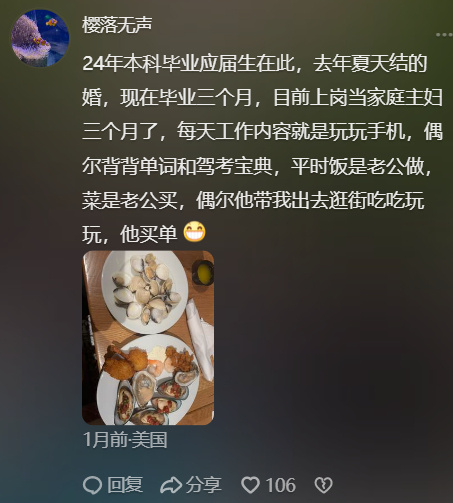 樱落无声
24年本科毕业应届生在此，去年夏天结的
婚，现在毕业三个月，目前上岗当家庭主妇
三个月了，每天工作内容就是玩玩手机，偶
尔背背单词和驾考宝典，平时饭是老公做，
菜是老公买，偶尔他带我出去逛街吃吃玩
玩，他买单 😁
1月前·美国
回复 分享 106